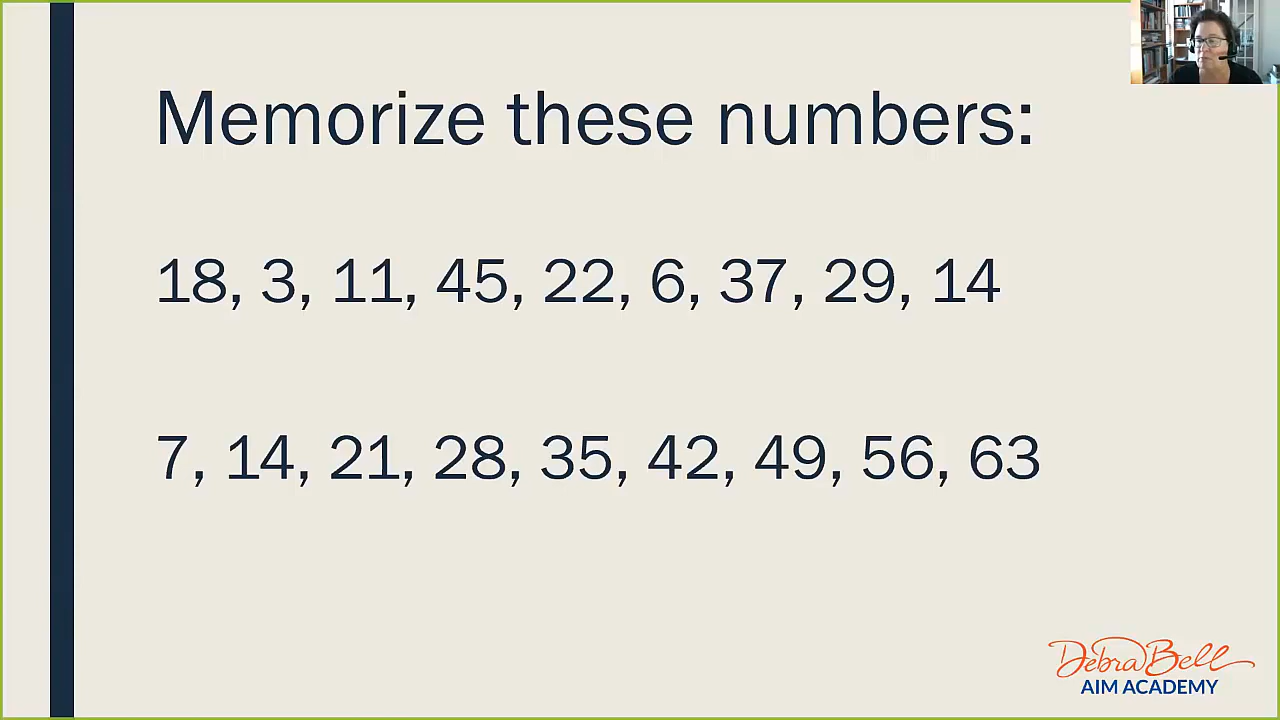 Memorize these numbers:
18, 3, 11, 45, 22, 6, 37, 29, 14
7, 14, 21, 28, 35, 42, 49, 56, 63
Debra Bell
AIM ACADEMY